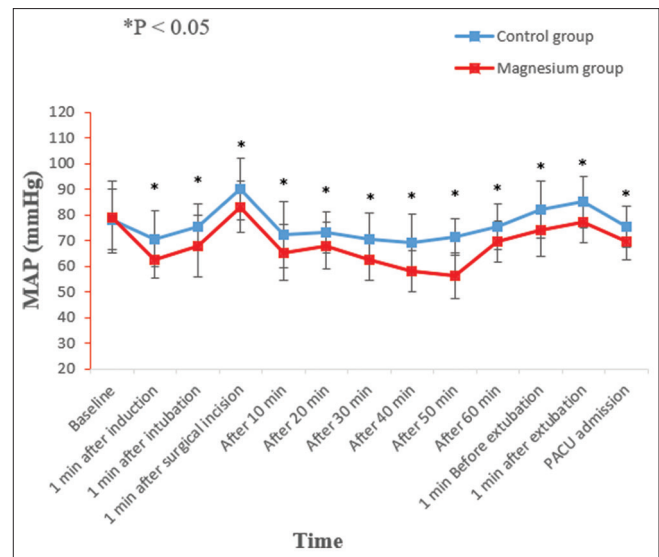 *P < 0.05
Control group
Magnesium group
MAP (mmHg)
120
110
100
90
80
70
60
50
40
30
20
* * * * * * * * * * * *
Baseline
1 min after induction
1 min after intubation
1 min after surgical incision
After 10 min
After 20 min
After 30 min
After 40 min
After 50 min
After 60 min
1 min Before extubation
1 min after extubation
PACU admission
Time